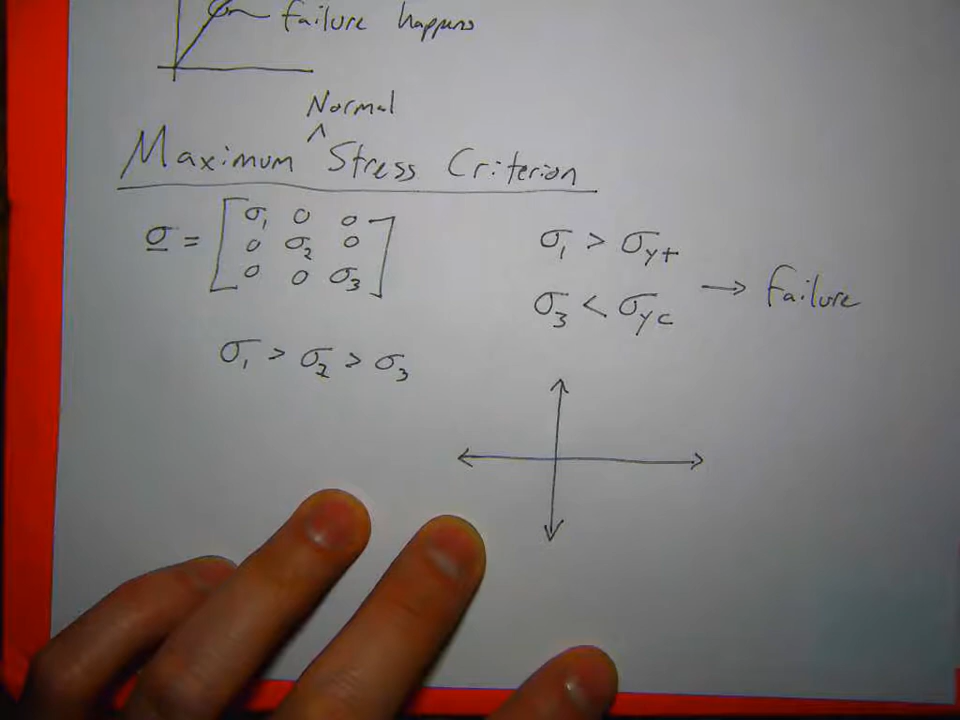 failure happens
Normal
^
Maximum Stress Criterion
σ = [σ₁ 0 0
0 σ₂ 0
0 0 σ₃]
σ₁ > σyt
σ₃ < σyc → failure
σ₁ > σ₂ > σ₃